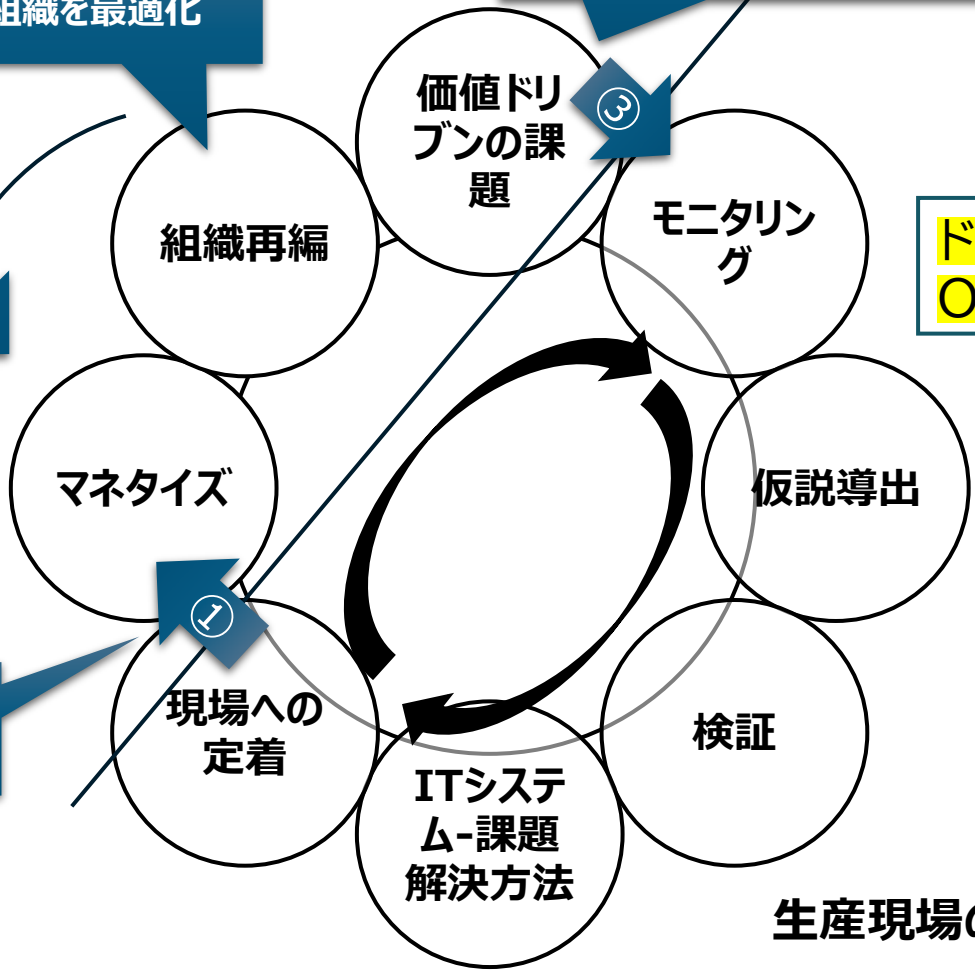 組織を最適化
価値ドリ
ブンの課
題
③
組織再編
モニタリン
グ
ド
O
マネタイズ
仮説導出
①
現場への
定着
検証
ITシステ
ム-課題
解決方法
生産現場の